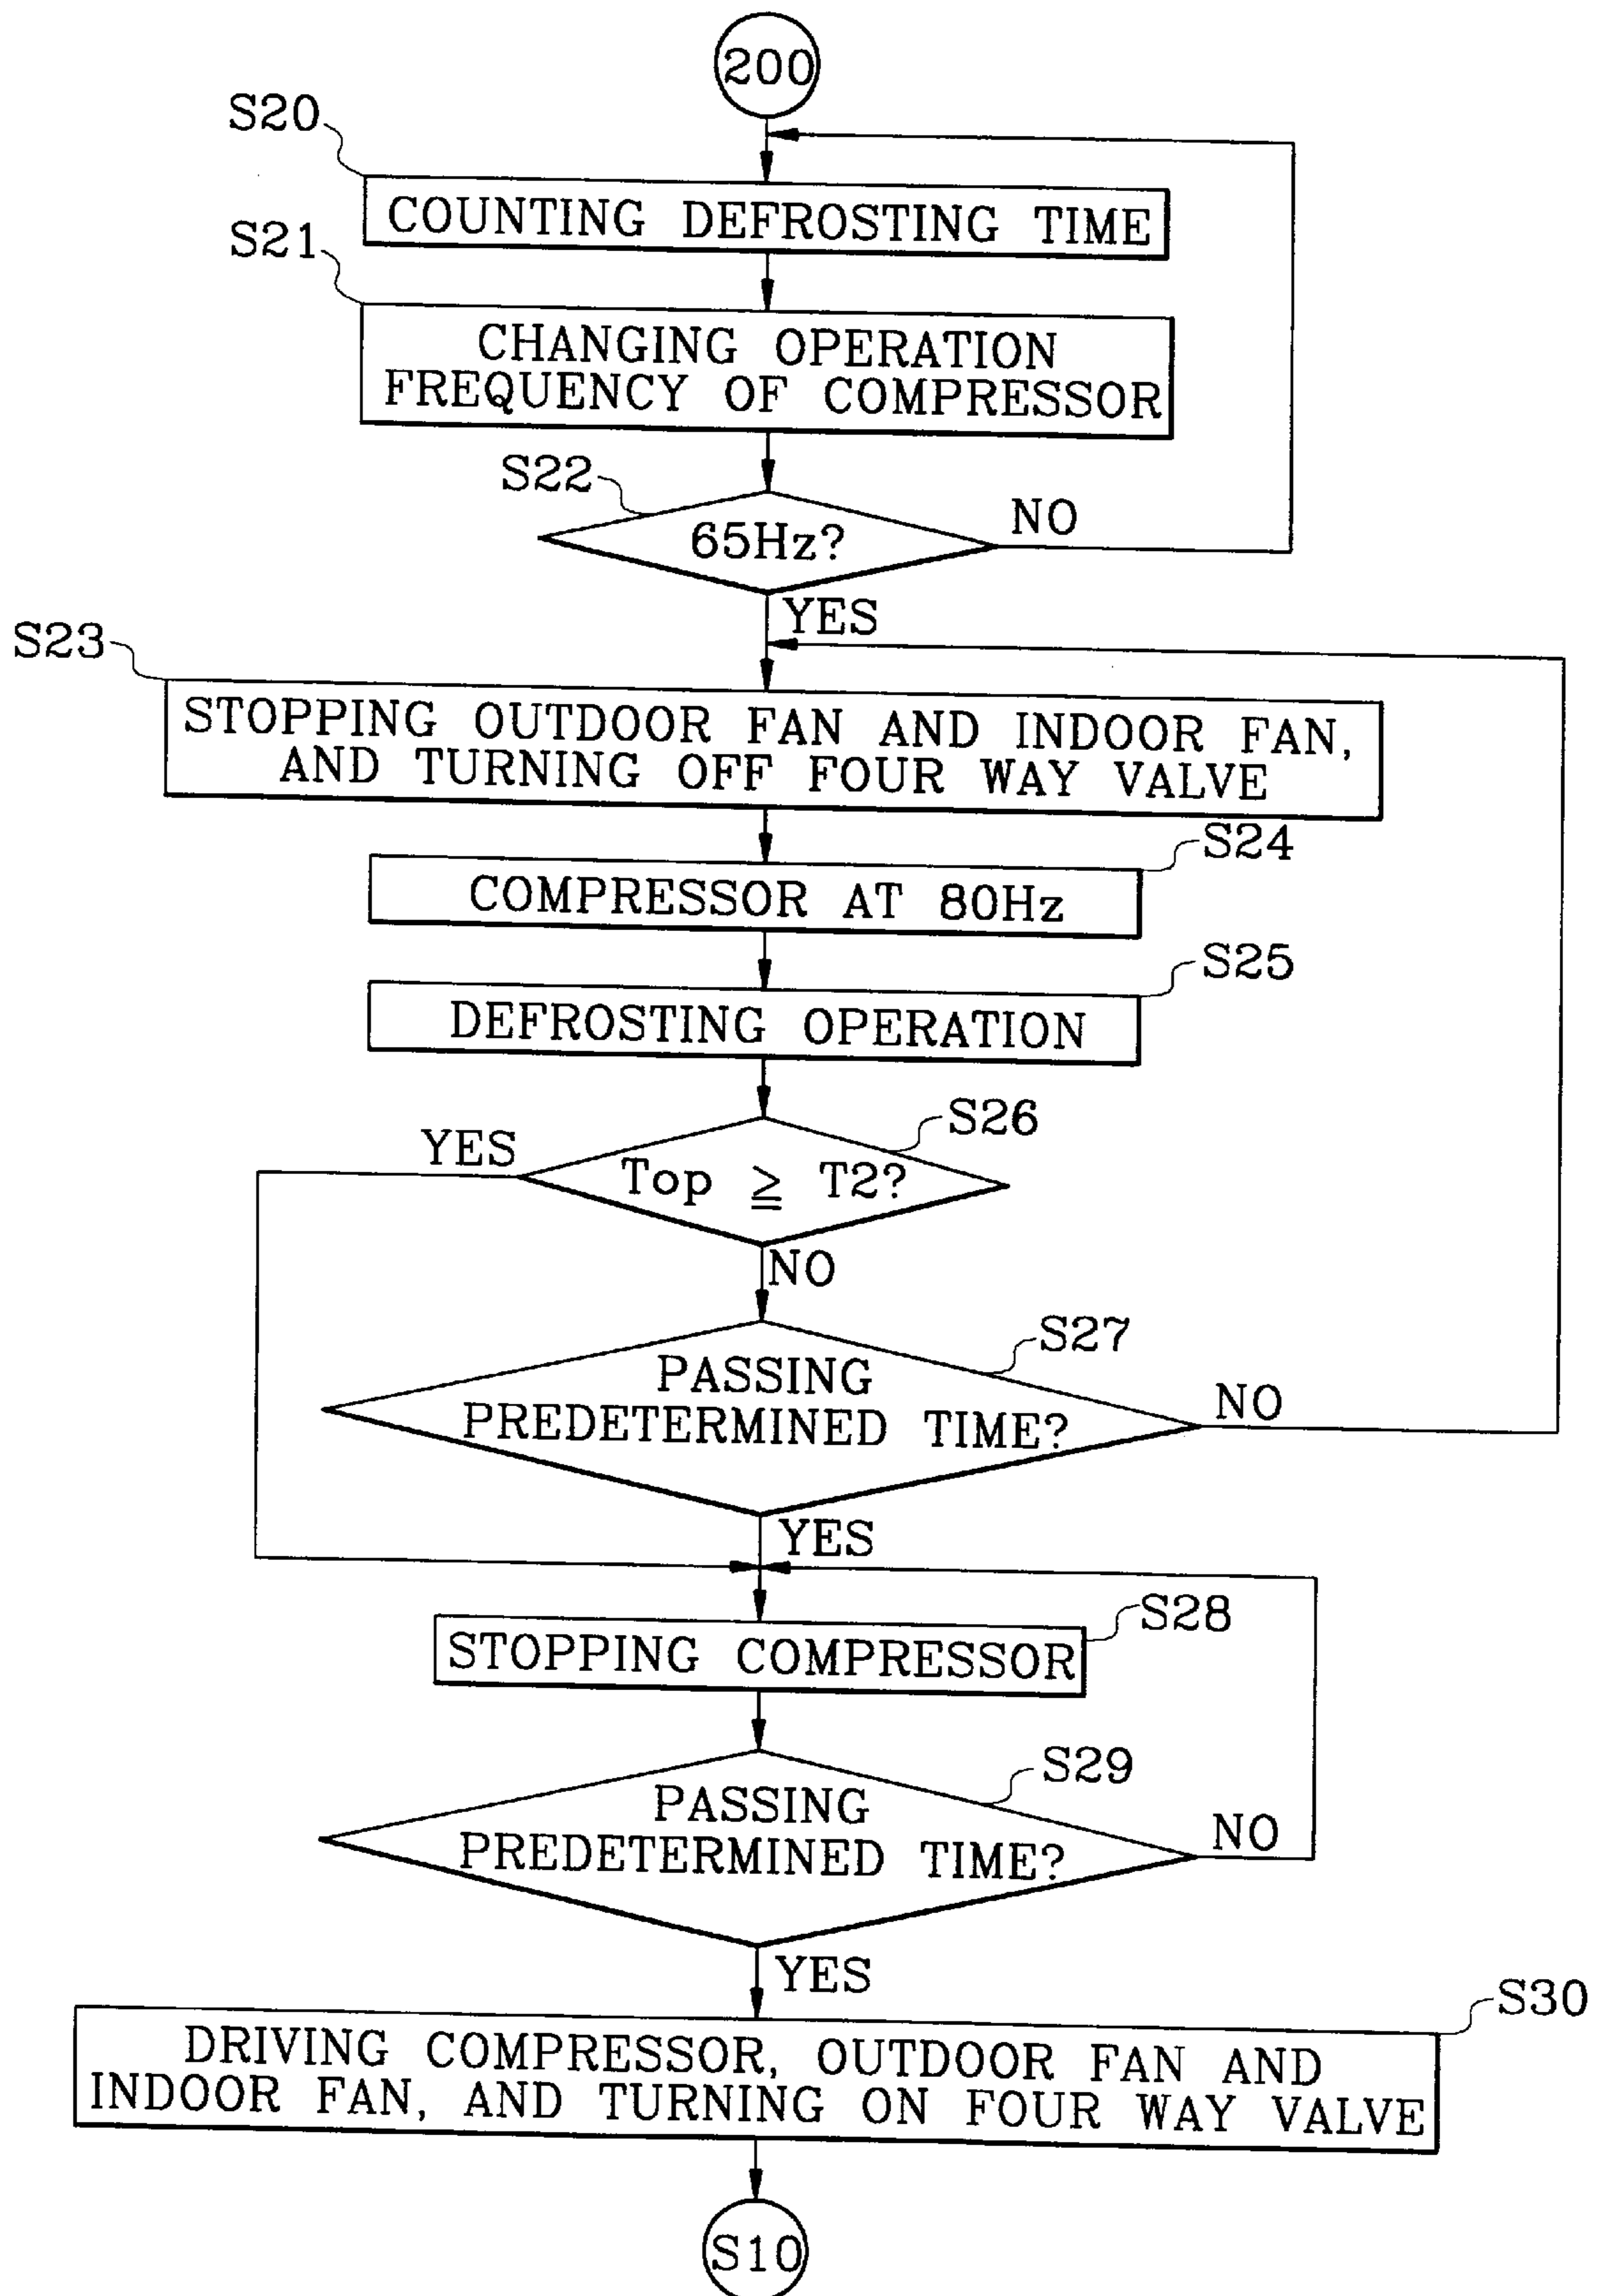 200
S20
COUNTING DEFROSTING TIME
S21
CHANGING OPERATION
FREQUENCY OF COMPRESSOR
S22
65Hz?
NO
YES
S23
STOPPING OUTDOOR FAN AND INDOOR FAN,
AND TURNING OFF FOUR WAY VALVE
S24
COMPRESSOR AT 80Hz
S25
DEFROSTING OPERATION
S26
YES
Top ≧ T2?
NO
S27
PASSING
PREDETERMINED TIME?
NO
YES
S28
STOPPING COMPRESSOR
S29
PASSING
PREDETERMINED TIME?
NO
YES
S30
DRIVING COMPRESSOR, OUTDOOR FAN AND
INDOOR FAN, AND TURNING ON FOUR WAY VALVE
S10